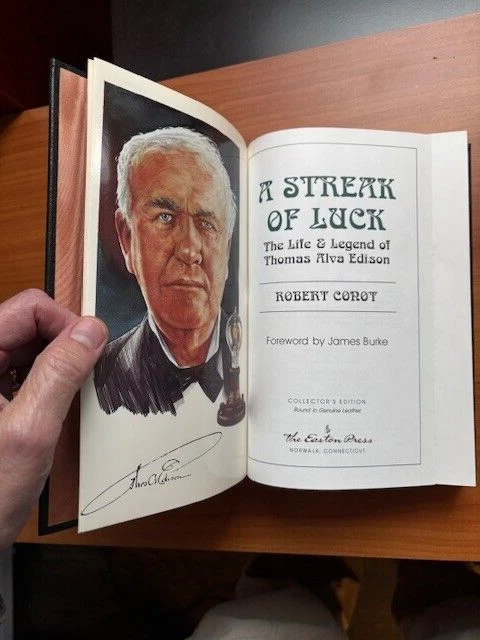 A STREAK
OF LUCK
The Life & Legend of
Thomas Alva Edison
ROBERT CONOT
Foreword by James Burke
COLLECTOR'S EDITION
Bound in Genuine Leather
The Easton Press
NORWALK, CONNECTICUT